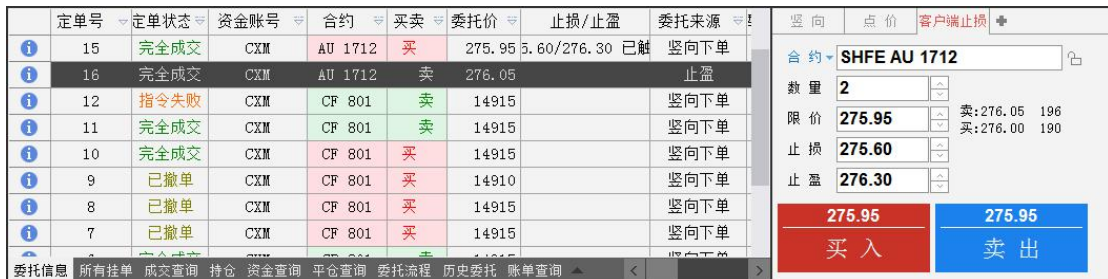 定单号 定单状态 资金账号 合约 买卖 委托价 止损/止盈 委托来源
15 完全成交 CXM AU 1712 买 275.95 5.60/276.30 已触 竖向下单
16 完全成交 CXM AU 1712 卖 276.05 止盈
12 指令失败 CXM CF 801 卖 14915 竖向下单
11 完全成交 CXM CF 801 卖 14915 竖向下单
10 完全成交 CXM CF 801 买 14915 竖向下单
9 已撤单 CXM CF 801 买 14910 竖向下单
8 已撤单 CXM CF 801 买 14915 竖向下单
7 已撤单 CXM CF 801 买 14915 竖向下单
委托信息 所有挂单 成交查询 持仓 资金查询 平仓查询 委托流程 历史委托 账单查询
竖向 点价 客户端止损
合约 SHFE AU 1712
数量 2
限价 275.95 卖:276.05 196
买:276.00 190
止损 275.60
止盈 276.30
275.95 275.95
买入 卖出